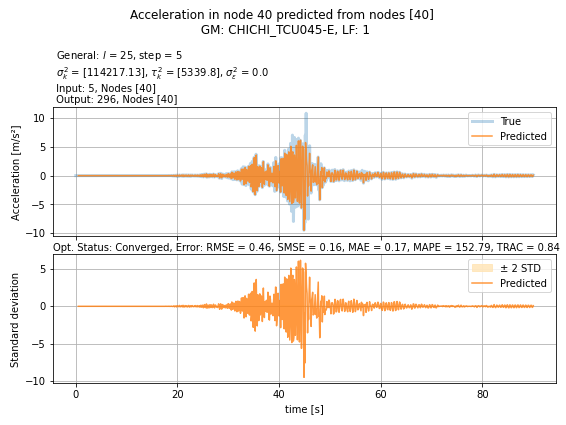 Acceleration in node 40 predicted from nodes [40]
GM: CHICHI_TCU045-E, LF: 1
General: l = 25, step = 5
σ²ₖ = [114217.13], τ²ₖ = [5339.8], σ²_ε = 0.0
Input: 5, Nodes [40]
Output: 296, Nodes [40]
Acceleration [m/s²]
10
5
0
−5
−10
True
Predicted
Opt. Status: Converged, Error: RMSE = 0.46, SMSE = 0.16, MAE = 0.17, MAPE = 152.79, TRAC = 0.84
Standard deviation
5
0
−5
−10
± 2 STD
Predicted
0 20 40 60 80
time [s]